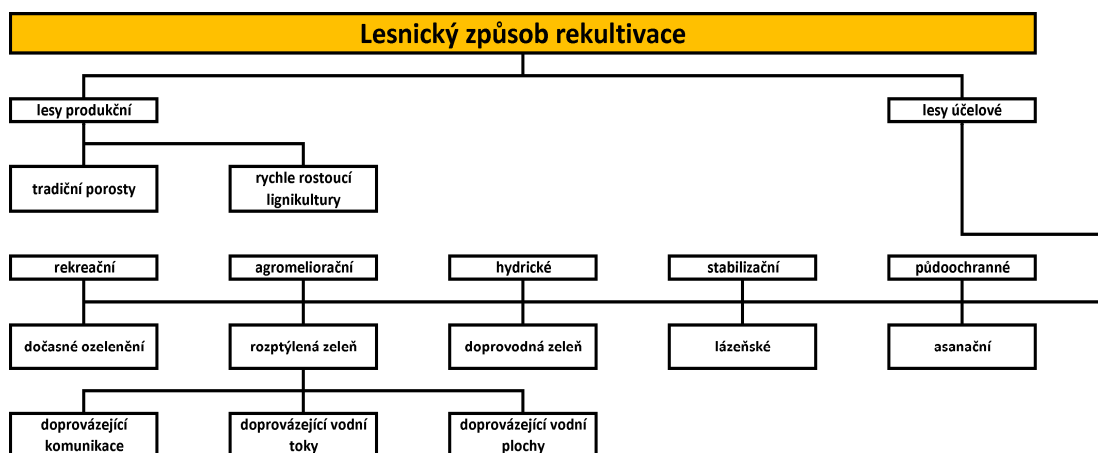 Lesnický způsob rekultivace
lesy produkční
lesy účelové
tradiční porosty
rychle rostoucí
lignikultury
rekreační
agromeliorační
hydrické
stabilizační
půdoochranné
dočasné ozelenění
rozptýlená zeleň
doprovodná zeleň
lázeňské
asanační
doprovázející
komunikace
doprovázející vodní
toky
doprovázející vodní
plochy